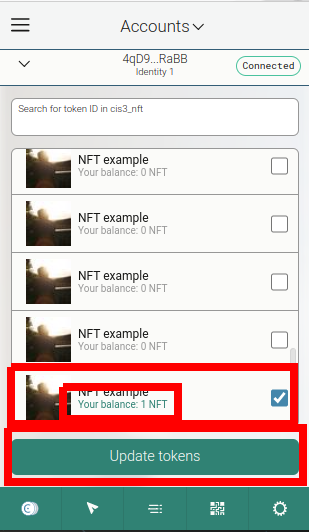 Accounts
4qD9...RaBB
Identity 1
Connected
Search for token ID in cis3_nft
NFT example
Your balance: 0 NFT
NFT example
Your balance: 0 NFT
NFT example
Your balance: 0 NFT
NFT example
Your balance: 0 NFT
NFT example
Your balance: 1 NFT
Update tokens